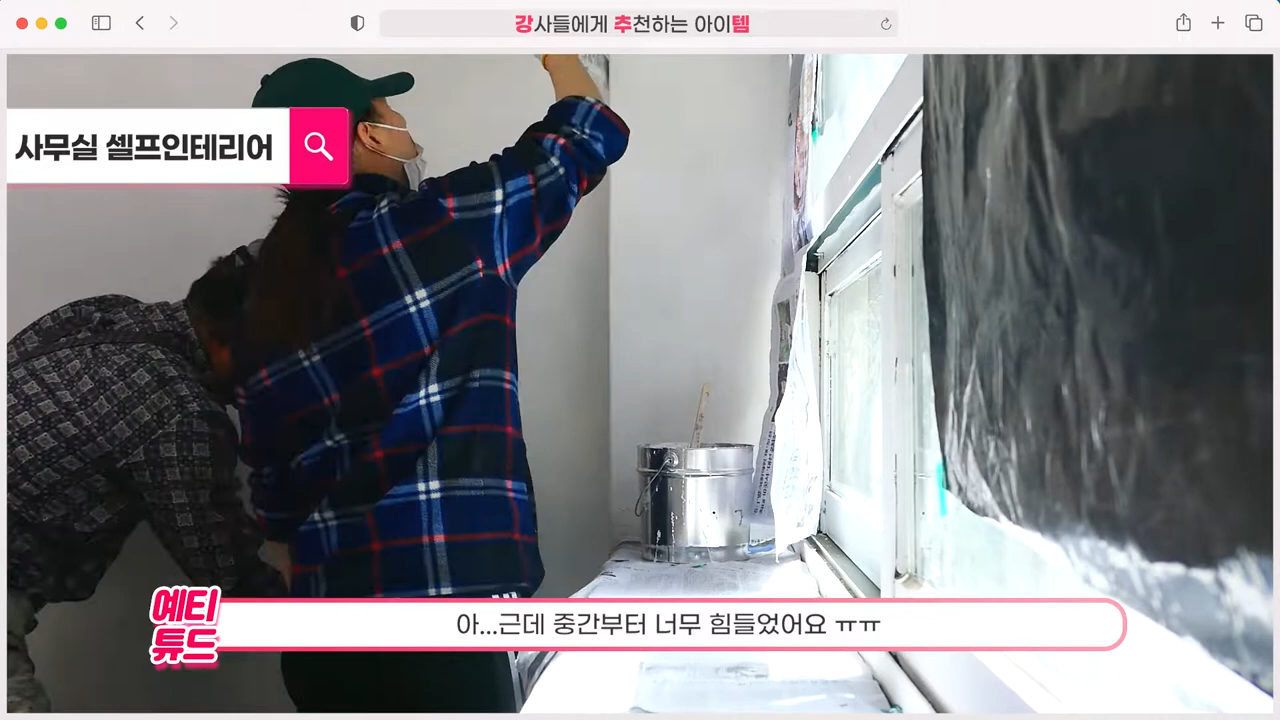 강사들에게 추천하는 아이템
사무실 셀프인테리어
예티
튜드
아...근데 중간부터 너무 힘들었어요 ㅠㅠ